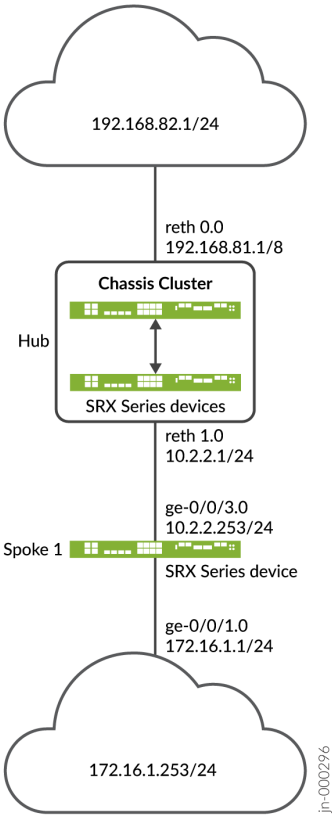 192.168.82.1/24
reth 0.0
192.168.81.1/8
Chassis Cluster
Hub
SRX Series devices
reth 1.0
10.2.2.1/24
ge-0/0/3.0
10.2.2.253/24
Spoke 1
SRX Series device
ge-0/0/1.0
172.16.1.1/24
172.16.1.253/24
jn-000296